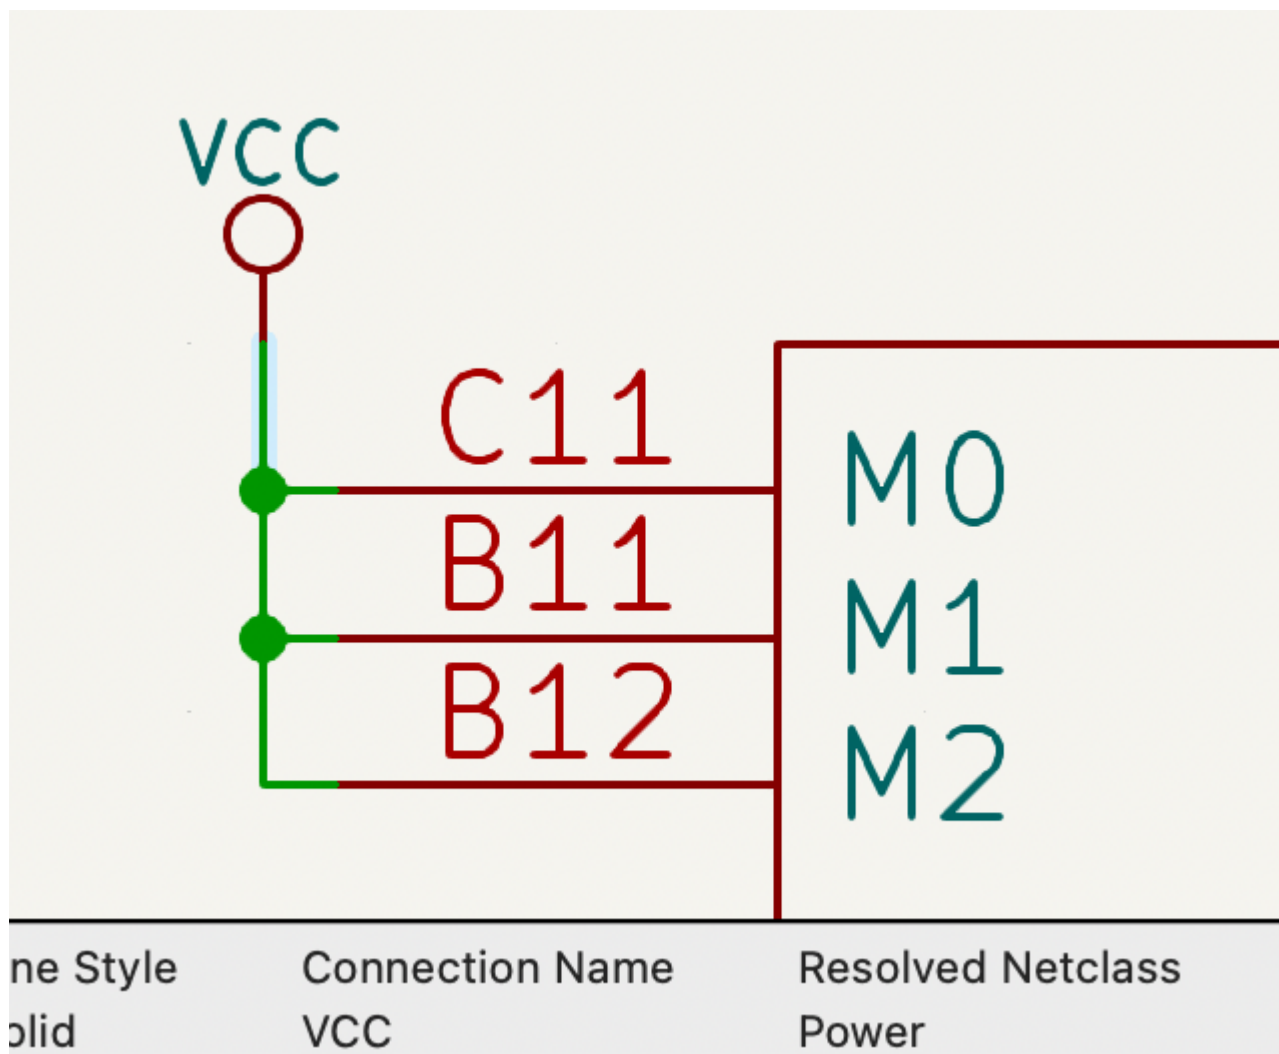 VCC
C11
M0
B11
M1
B12
M2
ne Style Connection Name Resolved Netclass
olid VCC Power